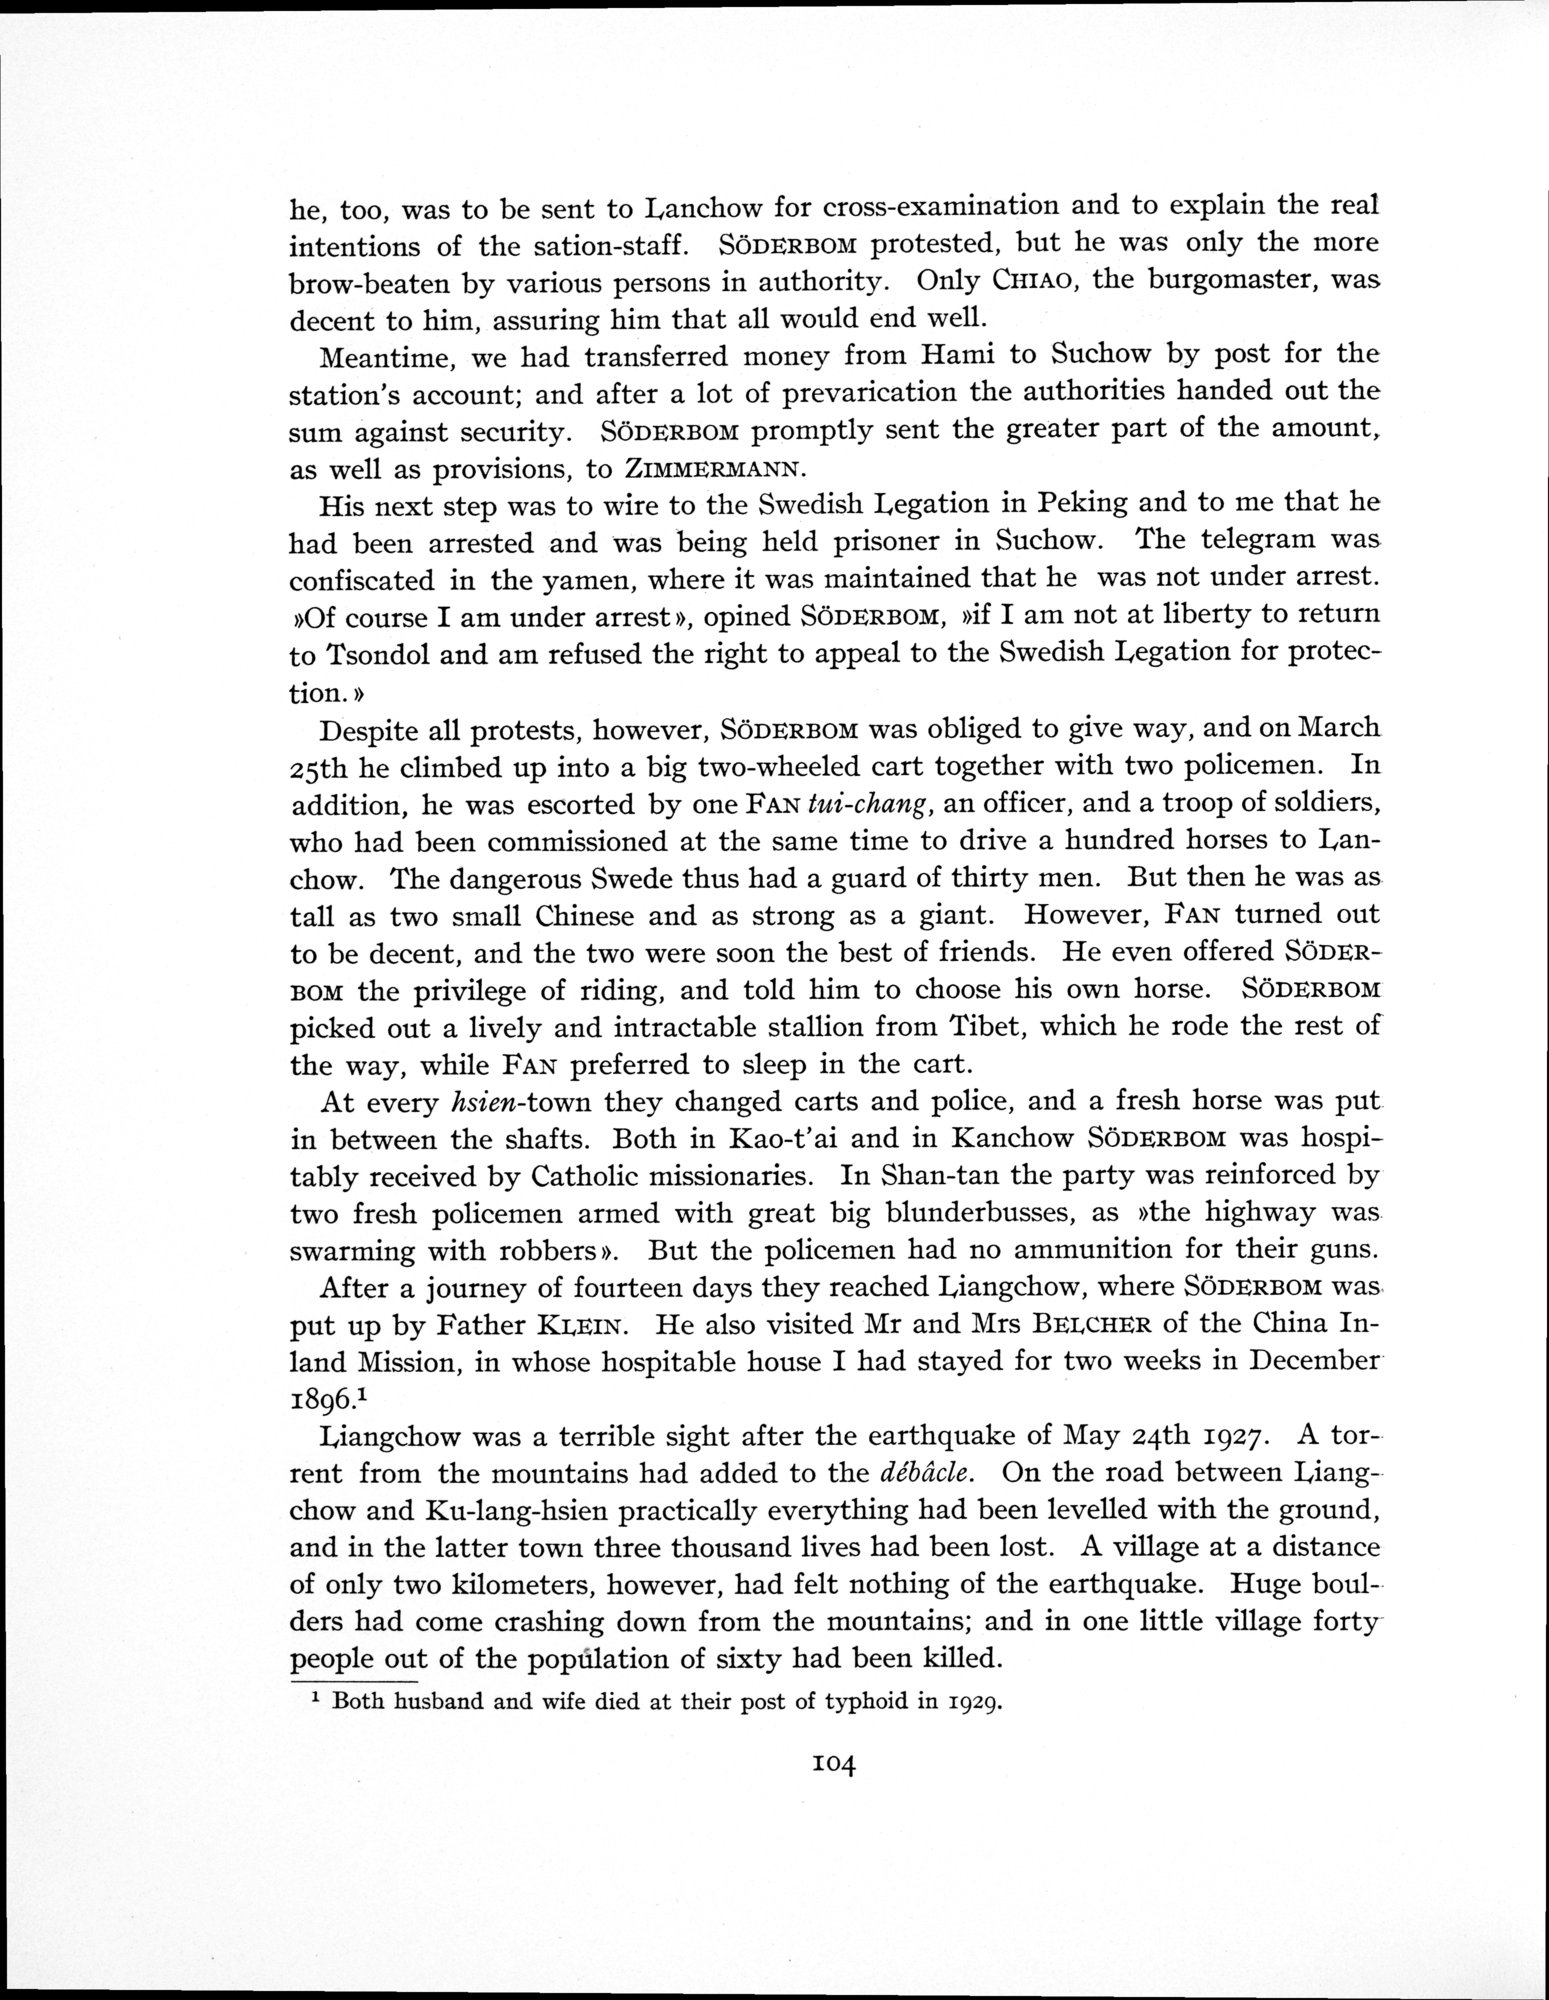 he, too, was to be sent to Lanchow for cross-examination and to explain the real
intentions of the sation-staff. SÖDERBOM protested, but he was only the more
brow-beaten by various persons in authority. Only CHIAO, the burgomaster, was
decent to him, assuring him that all would end well.
Meantime, we had transferred money from Hami to Suchow by post for the
station's account; and after a lot of prevarication the authorities handed out the
sum against security. SÖDERBOM promptly sent the greater part of the amount,
as well as provisions, to ZIMMERMANN.
His next step was to wire to the Swedish Legation in Peking and to me that he
had been arrested and was being held prisoner in Suchow. The telegram was
confiscated in the yamen, where it was maintained that he was not under arrest.
»Of course I am under arrest», opined SÖDERBOM, »if I am not at liberty to return
to Tsondol and am refused the right to appeal to the Swedish Legation for protec-
tion.»
Despite all protests, however, SÖDERBOM was obliged to give way, and on March
25th he climbed up into a big two-wheeled cart together with two policemen. In
addition, he was escorted by one FAN tui-chang, an officer, and a troop of soldiers,
who had been commissioned at the same time to drive a hundred horses to Lan-
chow. The dangerous Swede thus had a guard of thirty men. But then he was as
tall as two small Chinese and as strong as a giant. However, FAN turned out
to be decent, and the two were soon the best of friends. He even offered SÖDER-
BOM the privilege of riding, and told him to choose his own horse. SÖDERBOM
picked out a lively and intractable stallion from Tibet, which he rode the rest of
the way, while FAN preferred to sleep in the cart.
At every hsien-town they changed carts and police, and a fresh horse was put
in between the shafts. Both in Kao-t'ai and in Kanchow SÖDERBOM was hospi-
tably received by Catholic missionaries. In Shan-tan the party was reinforced by
two fresh policemen armed with great big blunderbusses, as »the highway was
swarming with robbers». But the policemen had no ammunition for their guns.
After a journey of fourteen days they reached Liangchow, where SÖDERBOM was
put up by Father KLEIN. He also visited Mr and Mrs BELCHER of the China In-
land Mission, in whose hospitable house I had stayed for two weeks in December
1896.¹
Liangchow was a terrible sight after the earthquake of May 24th 1927. A tor-
rent from the mountains had added to the débâcle. On the road between Liang-
chow and Ku-lang-hsien practically everything had been levelled with the ground,
and in the latter town three thousand lives had been lost. A village at a distance
of only two kilometers, however, had felt nothing of the earthquake. Huge boul-
ders had come crashing down from the mountains; and in one little village forty
people out of the population of sixty had been killed.
¹ Both husband and wife died at their post of typhoid in 1929.
104